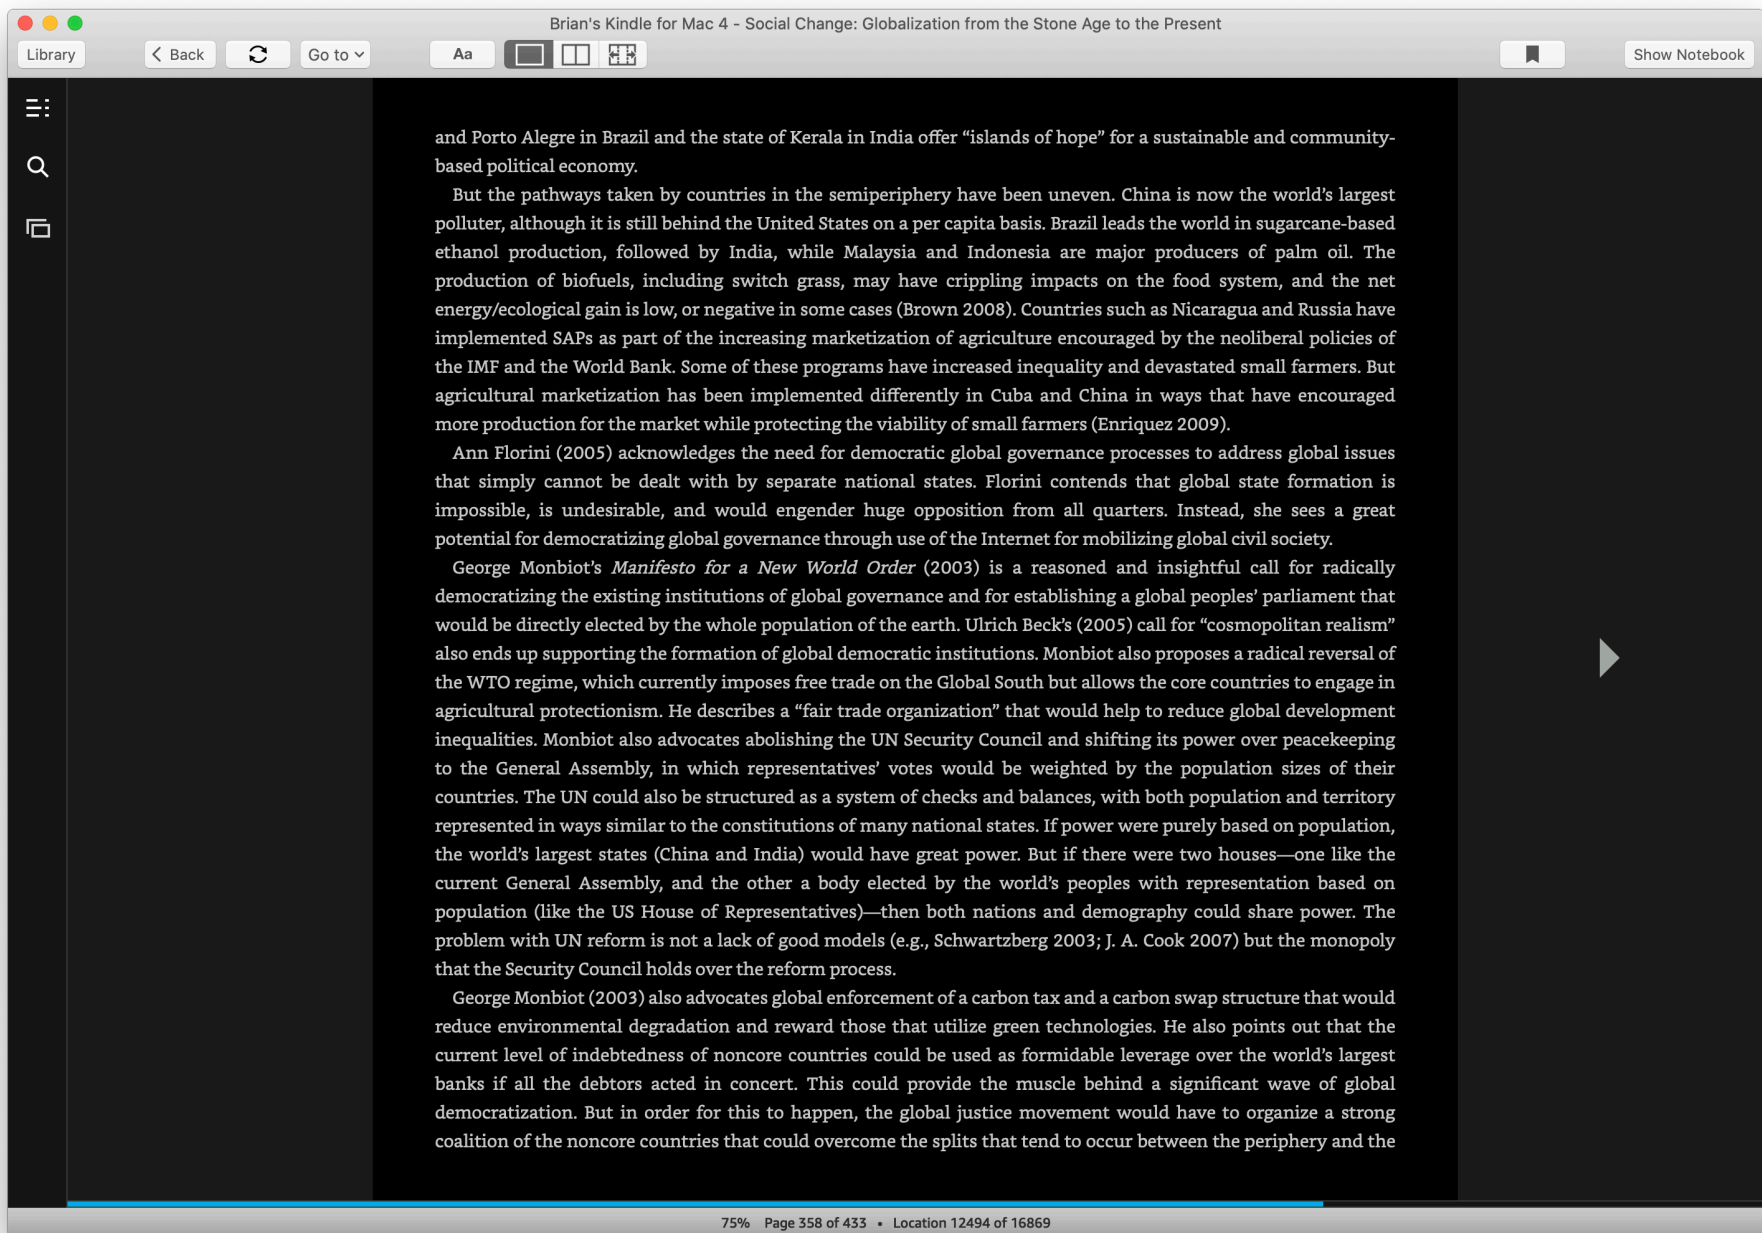 Brian's Kindle for Mac 4 - Social Change: Globalization from the Stone Age to the Present
Library
Back
Go to
Aa
Show Notebook
and Porto Alegre in Brazil and the state of Kerala in India offer “islands of hope” for a sustainable and community-
based political economy.
But the pathways taken by countries in the semiperiphery have been uneven. China is now the world’s largest
polluter, although it is still behind the United States on a per capita basis. Brazil leads the world in sugarcane-based
ethanol production, followed by India, while Malaysia and Indonesia are major producers of palm oil. The
production of biofuels, including switch grass, may have crippling impacts on the food system, and the net
energy/ecological gain is low, or negative in some cases (Brown 2008). Countries such as Nicaragua and Russia have
implemented SAPs as part of the increasing marketization of agriculture encouraged by the neoliberal policies of
the IMF and the World Bank. Some of these programs have increased inequality and devastated small farmers. But
agricultural marketization has been implemented differently in Cuba and China in ways that have encouraged
more production for the market while protecting the viability of small farmers (Enriquez 2009).
Ann Florini (2005) acknowledges the need for democratic global governance processes to address global issues
that simply cannot be dealt with by separate national states. Florini contends that global state formation is
impossible, is undesirable, and would engender huge opposition from all quarters. Instead, she sees a great
potential for democratizing global governance through use of the Internet for mobilizing global civil society.
George Monbiot’s Manifesto for a New World Order (2003) is a reasoned and insightful call for radically
democratizing the existing institutions of global governance and for establishing a global peoples’ parliament that
would be directly elected by the whole population of the earth. Ulrich Beck’s (2005) call for “cosmopolitan realism”
also ends up supporting the formation of global democratic institutions. Monbiot also proposes a radical reversal of
the WTO regime, which currently imposes free trade on the Global South but allows the core countries to engage in
agricultural protectionism. He describes a “fair trade organization” that would help to reduce global development
inequalities. Monbiot also advocates abolishing the UN Security Council and shifting its power over peacekeeping
to the General Assembly, in which representatives’ votes would be weighted by the population sizes of their
countries. The UN could also be structured as a system of checks and balances, with both population and territory
represented in ways similar to the constitutions of many national states. If power were purely based on population,
the world’s largest states (China and India) would have great power. But if there were two houses—one like the
current General Assembly, and the other a body elected by the world’s peoples with representation based on
population (like the US House of Representatives)—then both nations and demography could share power. The
problem with UN reform is not a lack of good models (e.g., Schwartzberg 2003; J. A. Cook 2007) but the monopoly
that the Security Council holds over the reform process.
George Monbiot (2003) also advocates global enforcement of a carbon tax and a carbon swap structure that would
reduce environmental degradation and reward those that utilize green technologies. He also points out that the
current level of indebtedness of noncore countries could be used as formidable leverage over the world’s largest
banks if all the debtors acted in concert. This could provide the muscle behind a significant wave of global
democratization. But in order for this to happen, the global justice movement would have to organize a strong
coalition of the noncore countries that could overcome the splits that tend to occur between the periphery and the
75% Page 358 of 433 • Location 12494 of 16869